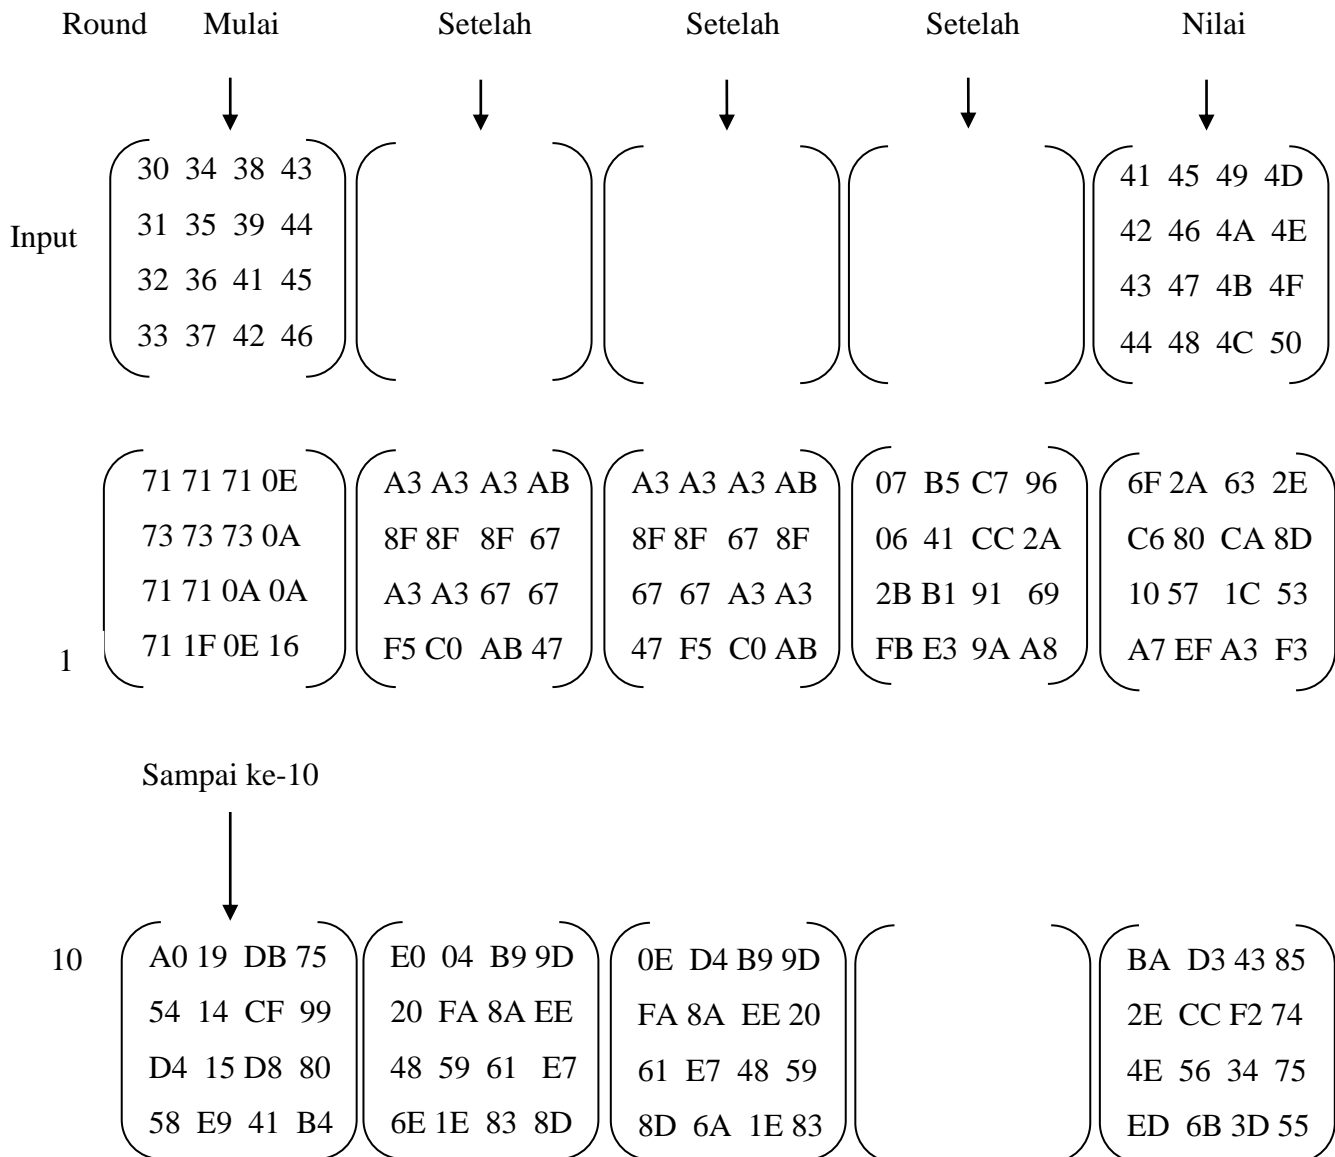 Round Mulai Setelah Setelah Setelah Nilai
30 34 38 43 41 45 49 4D
31 35 39 44 42 46 4A 4E
Input
32 36 41 45 43 47 4B 4F
33 37 42 46 44 48 4C 50
71 71 71 0E A3 A3 A3 AB A3 A3 A3 AB 07 B5 C7 96 6F 2A 63 2E
73 73 73 0A 8F 8F 8F 67 8F 8F 67 8F 06 41 CC 2A C6 80 CA 8D
71 71 0A 0A A3 A3 67 67 67 67 A3 A3 2B B1 91 69 10 57 1C 53
1 71 1F 0E 16 F5 C0 AB 47 47 F5 C0 AB FB E3 9A A8 A7 EF A3 F3
Sampai ke-10
10 A0 19 DB 75 E0 04 B9 9D 0E D4 B9 9D BA D3 43 85
54 14 CF 99 20 FA 8A EE FA 8A EE 20 2E CC F2 74
D4 15 D8 80 48 59 61 E7 61 E7 48 59 4E 56 34 75
58 E9 41 B4 6E 1E 83 8D 8D 6A 1E 83 ED 6B 3D 55